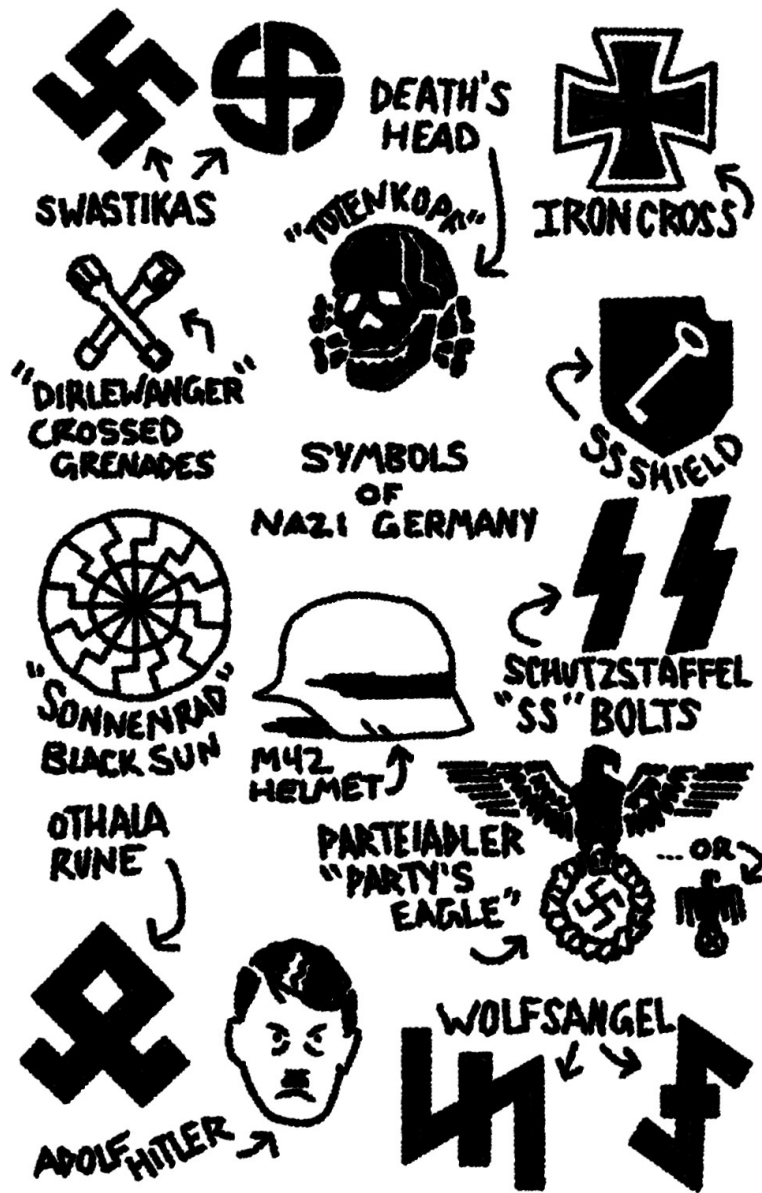 SWASTIKAS
DEATH'S
HEAD
"TOTENKOPF"
IRON CROSS
"DIRLEWANGER"
CROSSED
GRENADES
SS SHIELD
SYMBOLS
OF
NAZI GERMANY
"SONNENRAD"
BLACK SUN
M42
HELMET
SCHUTZSTAFFEL
"SS" BOLTS
OTHALA
RUNE
PARTEIADLER
"PARTY'S
EAGLE"
... OR
WOLFSANGEL
ADOLF HITLER